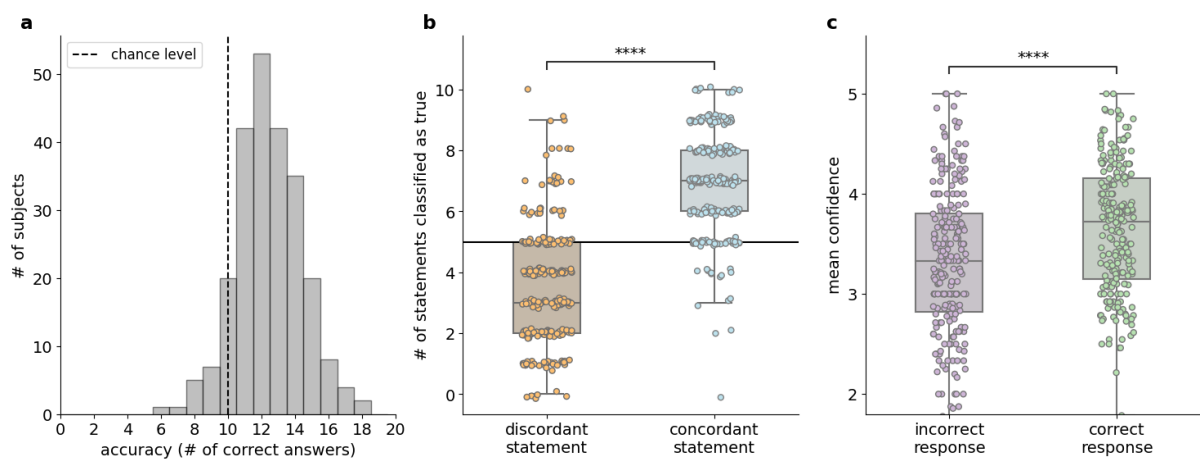 a
chance level
50
40
30
20
10
0
# of subjects
0 2 4 6 8 10 12 14 16 18 20
accuracy (# of correct answers)
b
****
10
8
6
4
2
0
# of statements classified as true
discordant
statement
concordant
statement
c
****
5
4
3
2
mean confidence
incorrect
response
correct
response